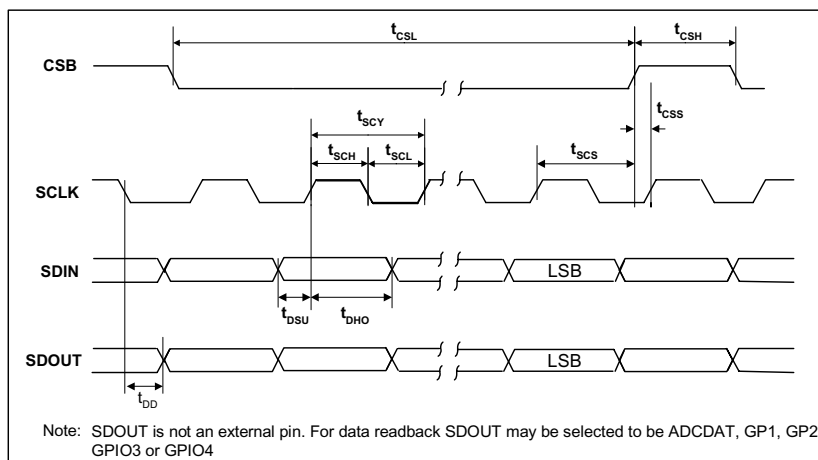 tCSL
tCSH
CSB
tCSS
tSCY
tSCH
tSCL
tSCS
SCLK
SDIN
LSB
tDSU
tDHO
SDOUT
LSB
tDD
Note: SDOUT is not an external pin. For data readback SDOUT may be selected to be ADCDAT, GP1, GP2
GPIO3 or GPIO4